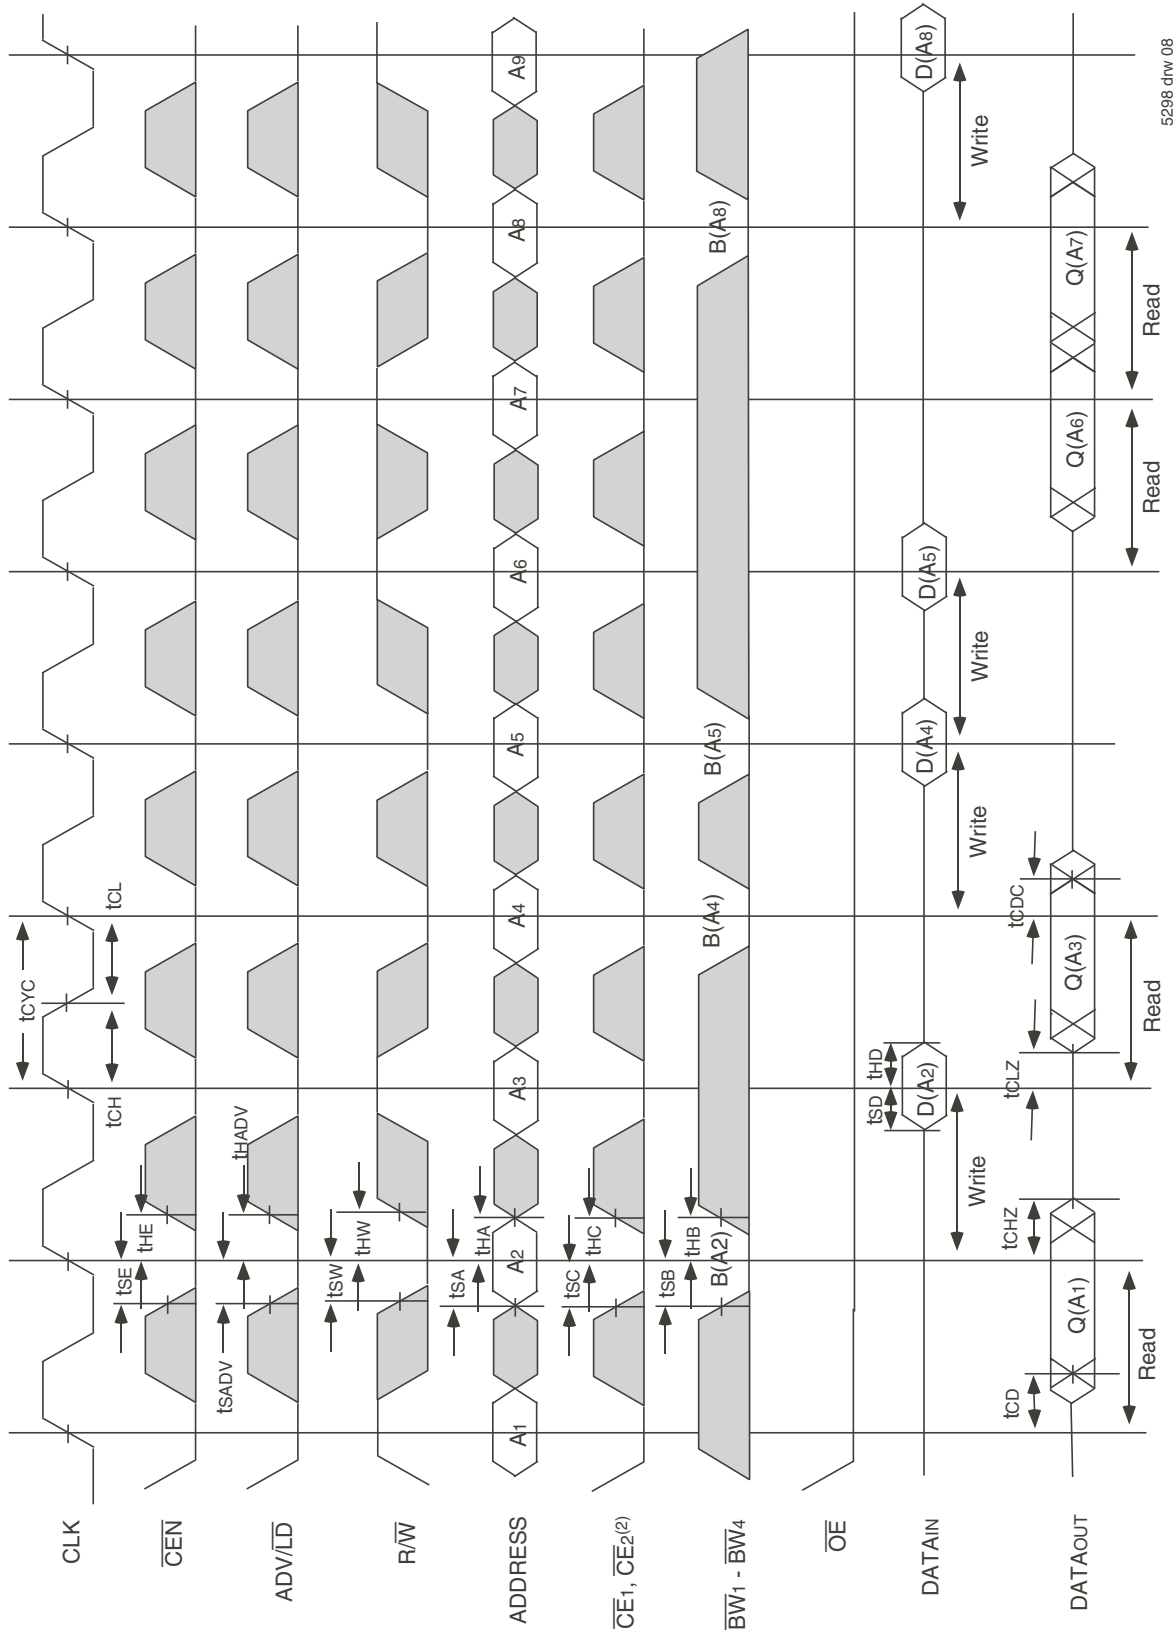 tCYC
CLK
tCH
tCL
tSE
tHE
CEN
tSADV
tHADV
ADV/LD
tSW
tHW
R/W
tSA
tHA
ADDRESS
A1
A2
A3
A4
A5
A6
A7
A8
A9
tSC
tHC
CE1, CE2(2)
tSB
tHB
BW1 - BW4
B(A2)
B(A4)
B(A5)
B(A8)
OE
tSD
tHD
DATAIN
D(A2)
D(A4)
D(A5)
D(A8)
Write
Write
Write
Write
tCD
tCHZ
tCLZ
tCDC
DATAOUT
Q(A1)
Q(A3)
Q(A6)
Q(A7)
Read
Read
Read
Read
5298 drw 08